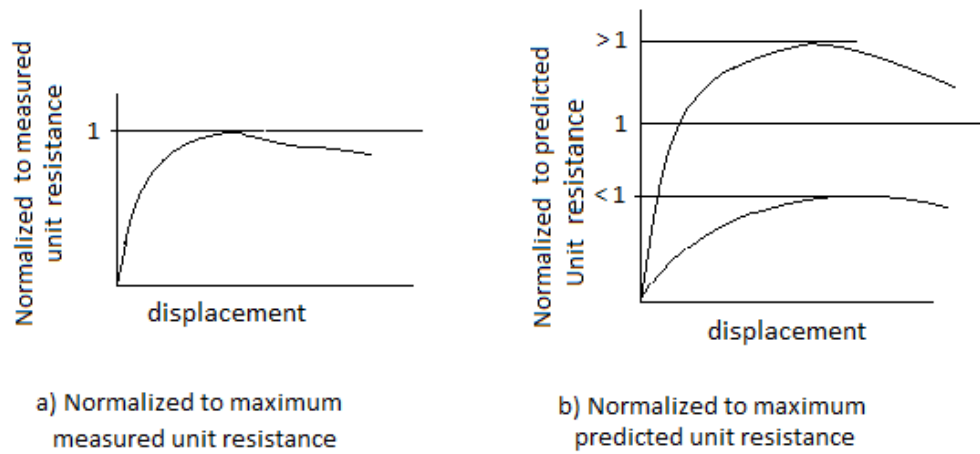 Normalized to measured
unit resistance
1
displacement
a) Normalized to maximum
measured unit resistance
Normalized to predicted
Unit resistance
>1
1
<1
displacement
b) Normalized to maximum
predicted unit resistance